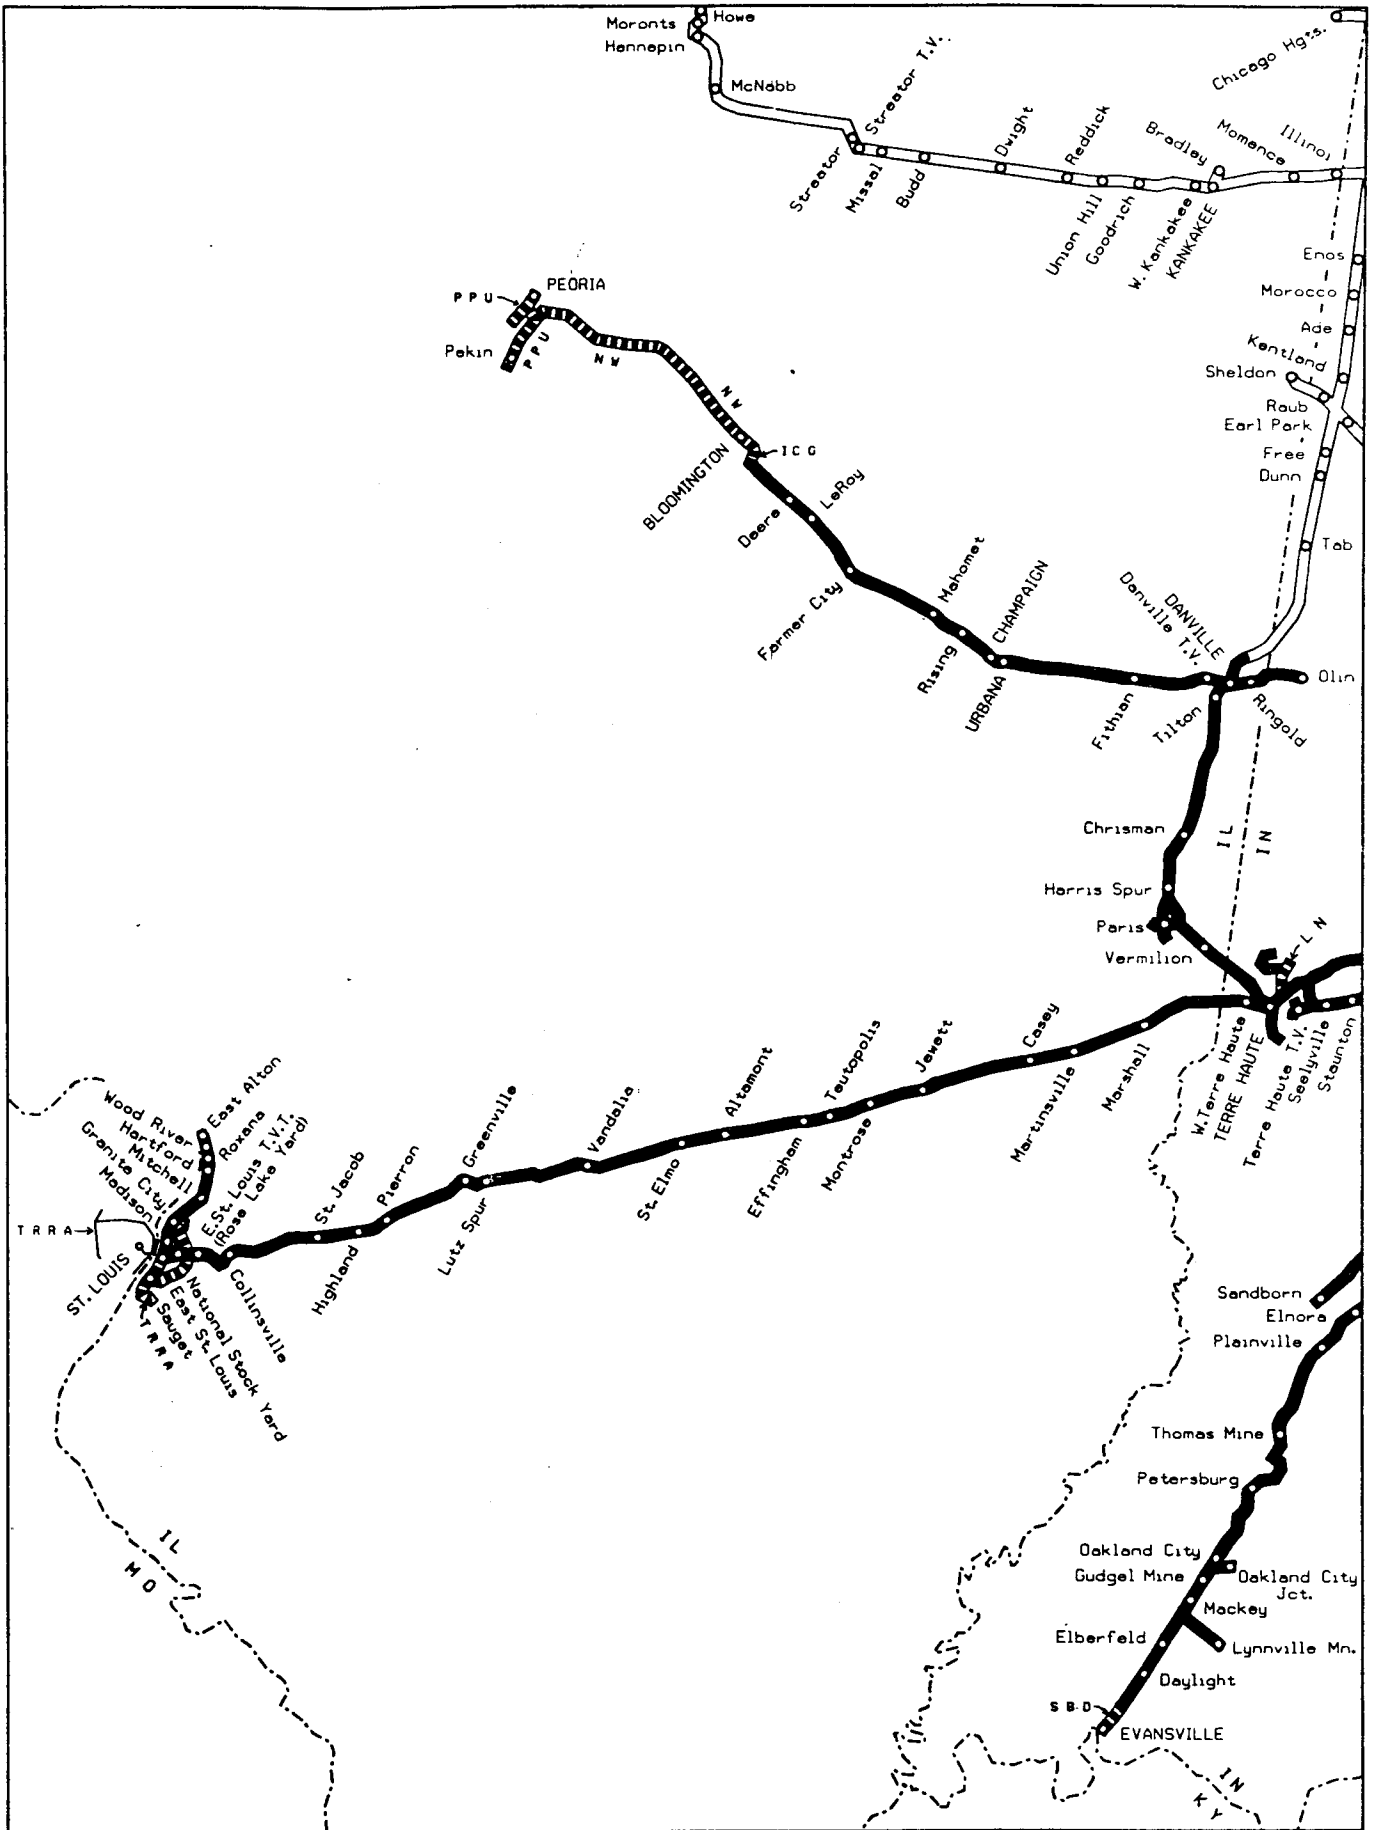 Moronts
Howe
Hennepin
McNabb
Chicago Hgts.
Streator T.V.
Streator
Missal
Budd
Dwight
Reddick
Union Hill
Goodrich
Bradley
W. Kankakee
KANKAKEE
Momence
Illinoi
Enos
Morocco
Ade
Kentland
Sheldon
Raub
Earl Park
Free
Dunn
Tab
PEORIA
P P U
Pekin
P P U
N W
N W
I C G
BLOOMINGTON
Deere
LeRoy
Farmer City
Mahomet
Rising
CHAMPAIGN
URBANA
Fithian
Danville T.V.
DANVILLE
Tilton
Ringold
Olin
Chrisman
IL
IN
Harris Spur
Paris
Vermilion
L N
W.Terre Haute
TERRE HAUTE
Terre Haute T.V.
Seelyville
Staunton
Marshall
Martinsville
Casey
Jewett
Montrose
Teutopolis
Effingham
Altamont
St. Elmo
Vandalia
Lutz Spur
Greenville
Pierron
Highland
St. Jacob
Collinsville
E.St. Louis T.V.T.
(Rose Lake Yard)
East Alton
Roxana
Wood River
Hartford
Mitchell
Granite City
Madison
T R R A
ST. LOUIS
National Stock Yard
East St. Louis
Sauget
T R R A
IL
M O
Sandborn
Elnora
Plainville
Thomas Mine
Petersburg
Oakland City
Gudgel Mine
Oakland City
Jct.
Mackey
Elberfeld
Lynnville Mn.
Daylight
S B D
EVANSVILLE
I N
K Y